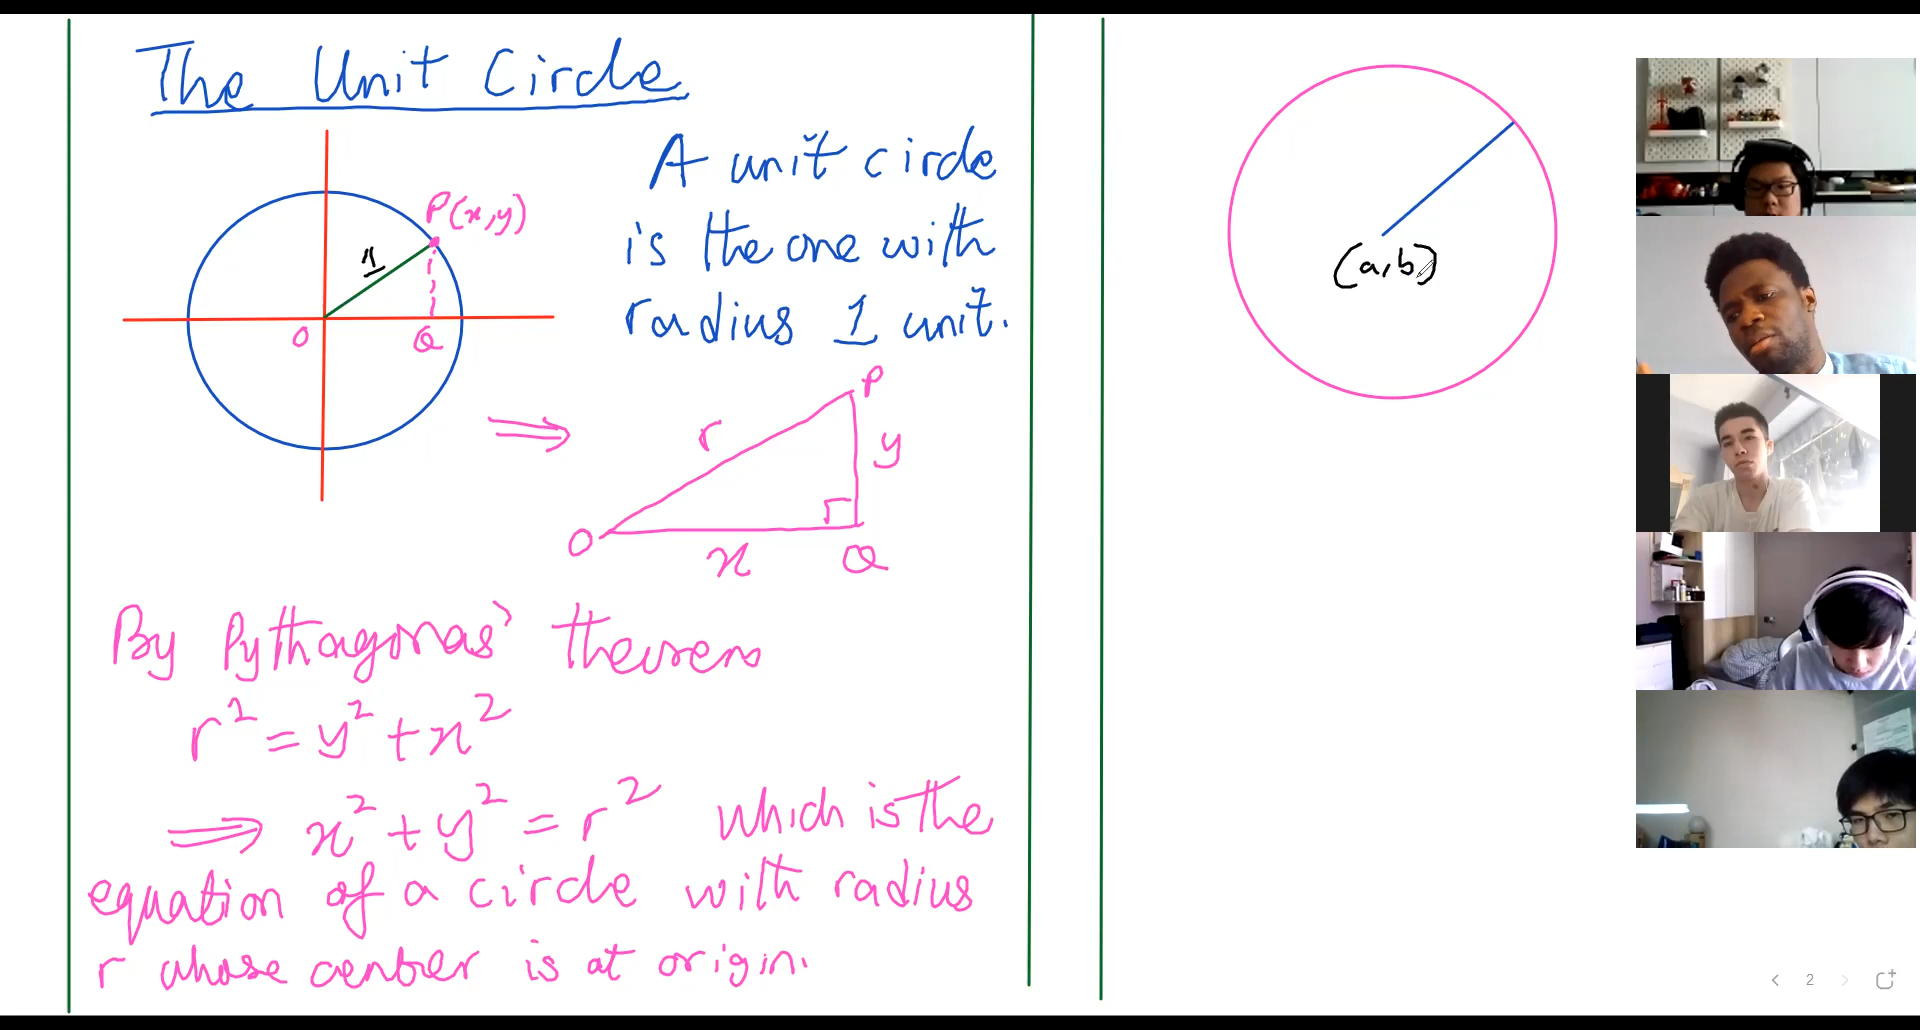 The Unit Circle
P(x,y)
1
O
Q
A unit circle
is the one with
radius 1 unit.
P
r
y
O
x
Q
By Pythagoras' theorem
r² = y² + x²
⇒ x² + y² = r² which is the
equation of a circle with radius
r whose center is at origin.
(a,b)
2